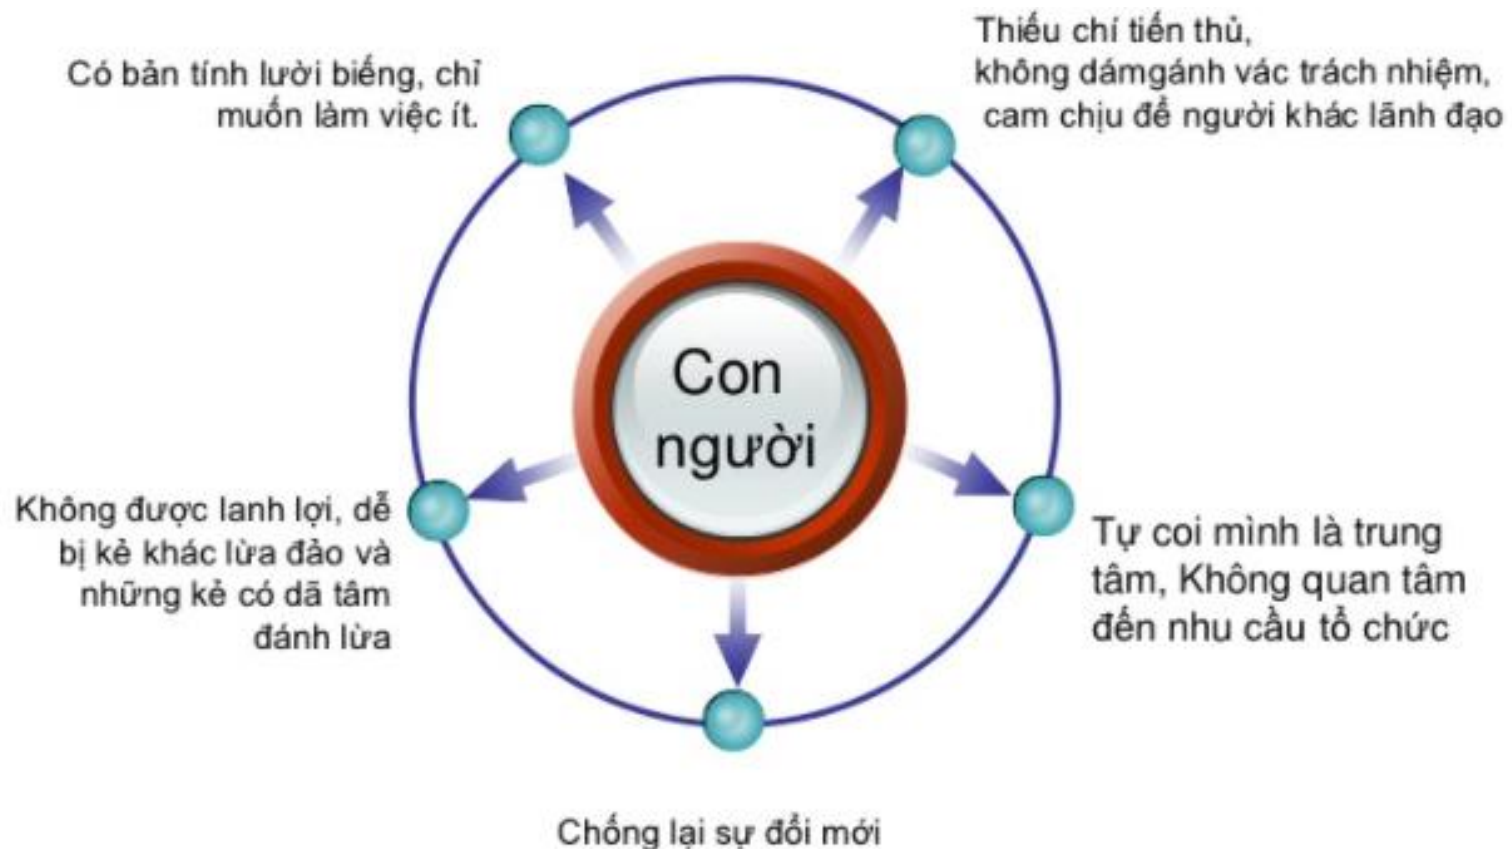 Có bản tính lười biếng, chỉ
muốn làm việc ít.
Thiếu chí tiến thủ,
không dámgánh vác trách nhiệm,
cam chịu để người khác lãnh đạo
Con
người
Không được lanh lợi, dễ
bị kẻ khác lừa đảo và
những kẻ có dã tâm
đánh lừa
Tự coi mình là trung
tâm, Không quan tâm
đến nhu cầu tổ chức
Chống lại sự đổi mới